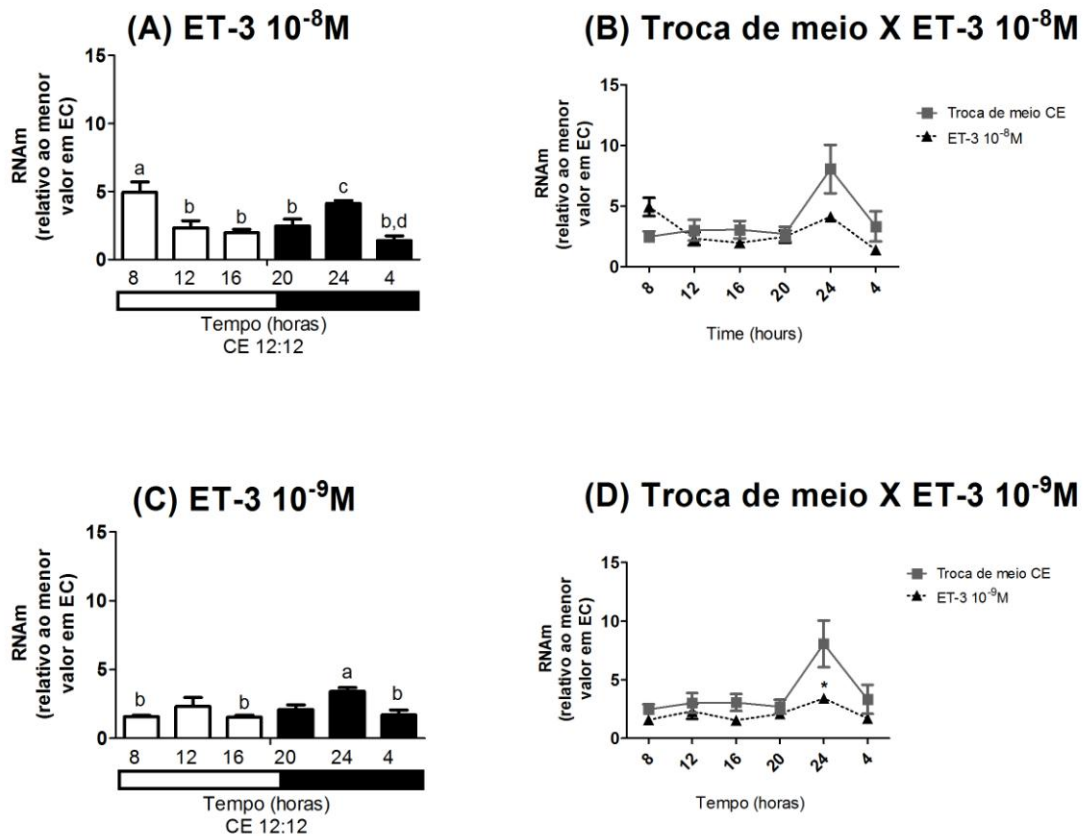 (A) ET-3 10⁻⁸M
RNAm
(relativo ao menor
valor em EC)
15
10
5
0
a
b
b
b
c
b,d
8 12 16 20 24 4
Tempo (horas)
CE 12:12
(B) Troca de meio X ET-3 10⁻⁸M
RNAm
(relativo ao menor
valor em EC)
15
10
5
0
8 12 16 20 24 4
Time (hours)
Troca de meio CE
ET-3 10⁻⁸M
(C) ET-3 10⁻⁹M
RNAm
(relativo ao menor
valor em EC)
15
10
5
0
b
b
a
b
8 12 16 20 24 4
Tempo (horas)
CE 12:12
(D) Troca de meio X ET-3 10⁻⁹M
RNAm
(relativo ao menor
valor em EC)
15
10
5
0
*
8 12 16 20 24 4
Tempo (horas)
Troca de meio CE
ET-3 10⁻⁹M